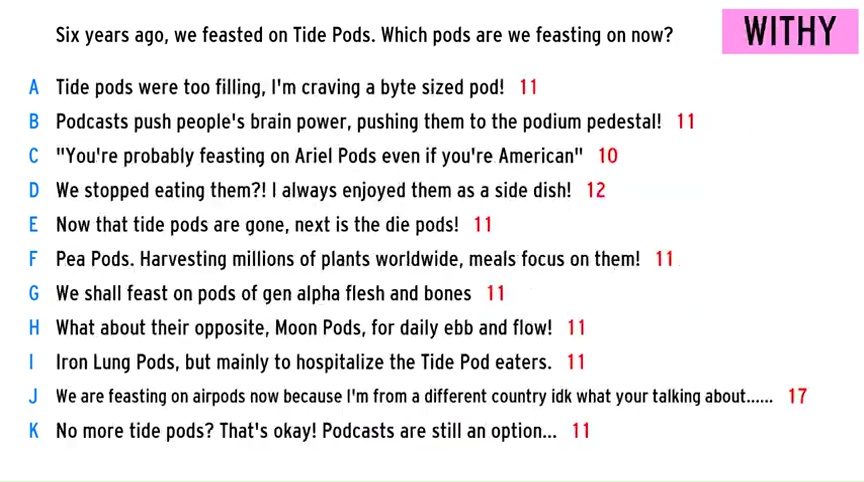 Six years ago, we feasted on Tide Pods. Which pods are we feasting on now?
WITHY
A Tide pods were too filling, I'm craving a byte sized pod! 11
B Podcasts push people's brain power, pushing them to the podium pedestal! 11
C "You're probably feasting on Ariel Pods even if you're American" 10
D We stopped eating them?! I always enjoyed them as a side dish! 12
E Now that tide pods are gone, next is the die pods! 11
F Pea Pods. Harvesting millions of plants worldwide, meals focus on them! 11
G We shall feast on pods of gen alpha flesh and bones 11
H What about their opposite, Moon Pods, for daily ebb and flow! 11
I Iron Lung Pods, but mainly to hospitalize the Tide Pod eaters. 11
J We are feasting on airpods now because I'm from a different country idk what your talking about...... 17
K No more tide pods? That's okay! Podcasts are still an option... 11